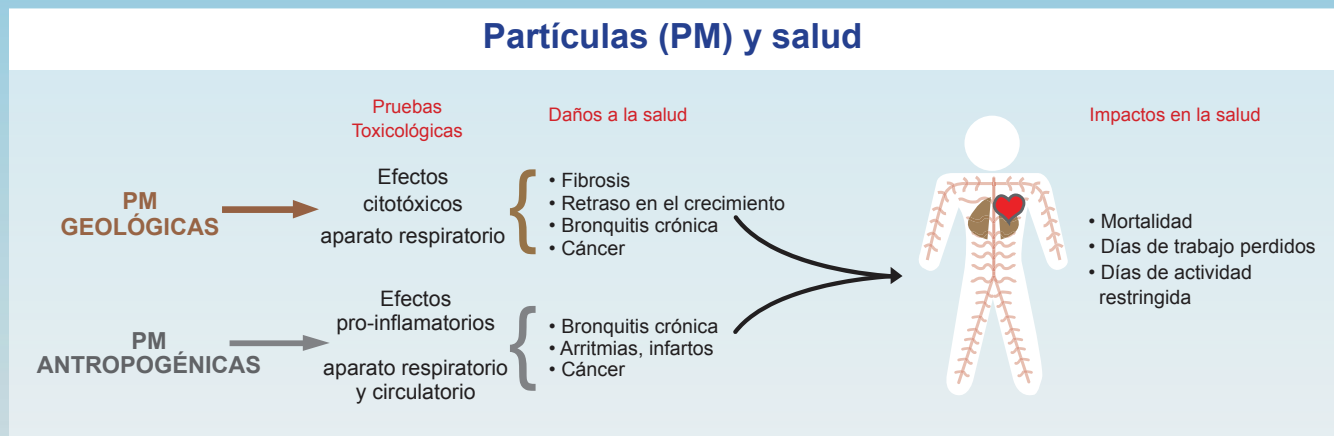 Partículas (PM) y salud
Pruebas
Toxicológicas
Daños a la salud
Impactos en la salud
PM
GEOLÓGICAS
Efectos
citotóxicos
aparato respiratorio
• Fibrosis
• Retraso en el crecimiento
• Bronquitis crónica
• Cáncer
PM
ANTROPOGÉNICAS
Efectos
pro-inflamatorios
aparato respiratorio
y circulatorio
• Bronquitis crónica
• Arritmias, infartos
• Cáncer
• Mortalidad
• Días de trabajo perdidos
• Días de actividad
restringida